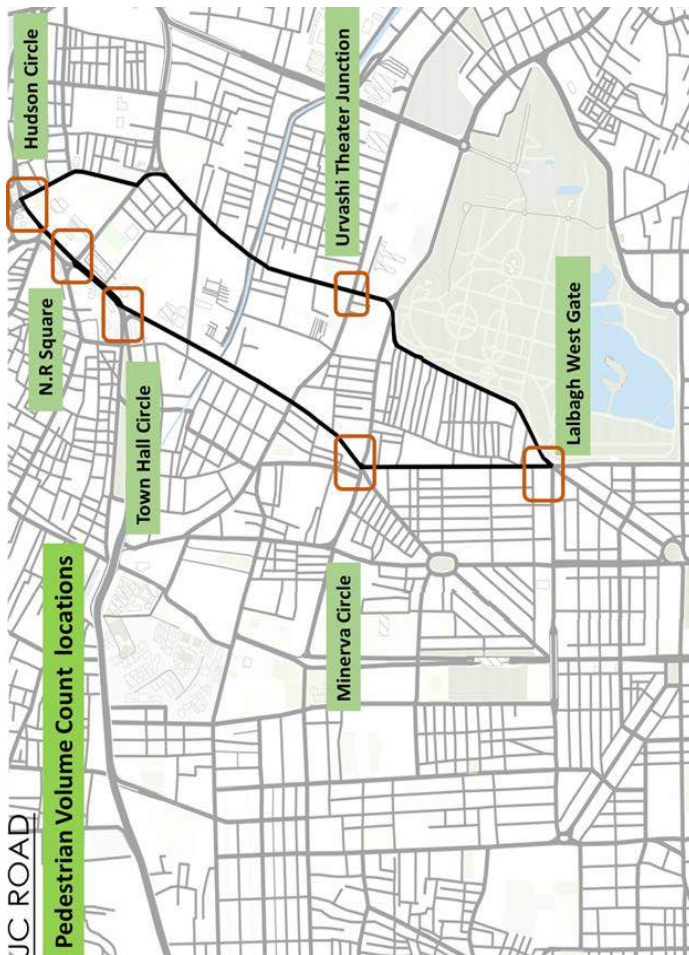 JC ROAD
Pedestrian Volume Count locations
Hudson Circle
N.R Square
Town Hall Circle
Urvashi Theater Junction
Minerva Circle
Lalbagh West Gate